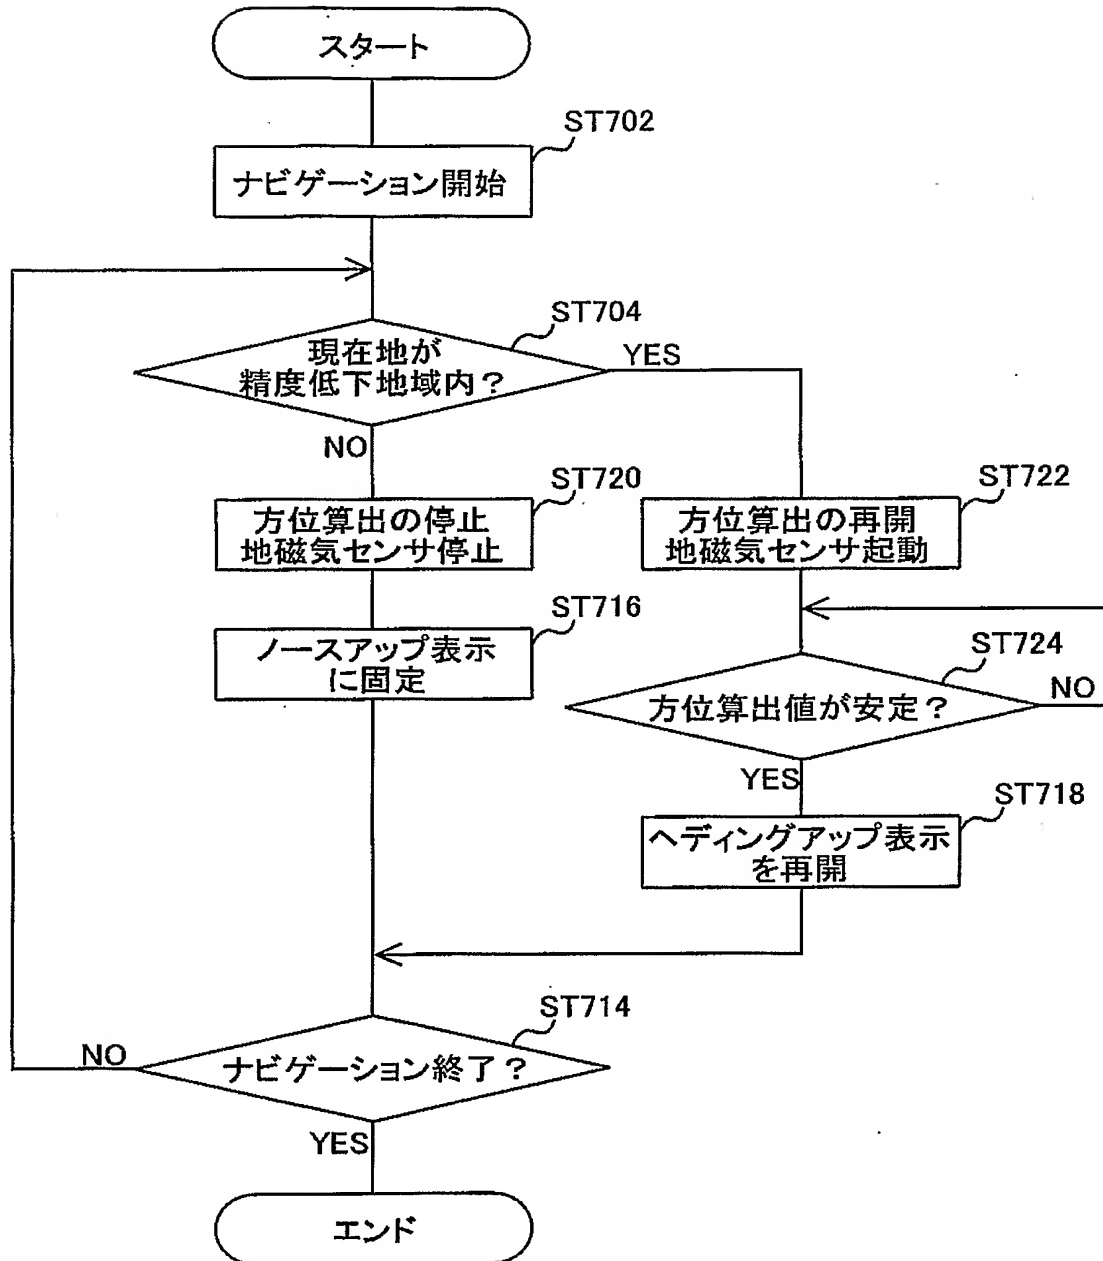 スタート
ST702
ナビゲーション開始
ST704
現在地が
精度低下地域内？
YES
NO
ST720
方位算出の停止
地磁気センサ停止
ST722
方位算出の再開
地磁気センサ起動
ST716
ノースアップ表示
に固定
ST724
方位算出値が安定？
NO
YES
ST718
ヘディングアップ表示
を再開
ST714
ナビゲーション終了？
NO
YES
エンド